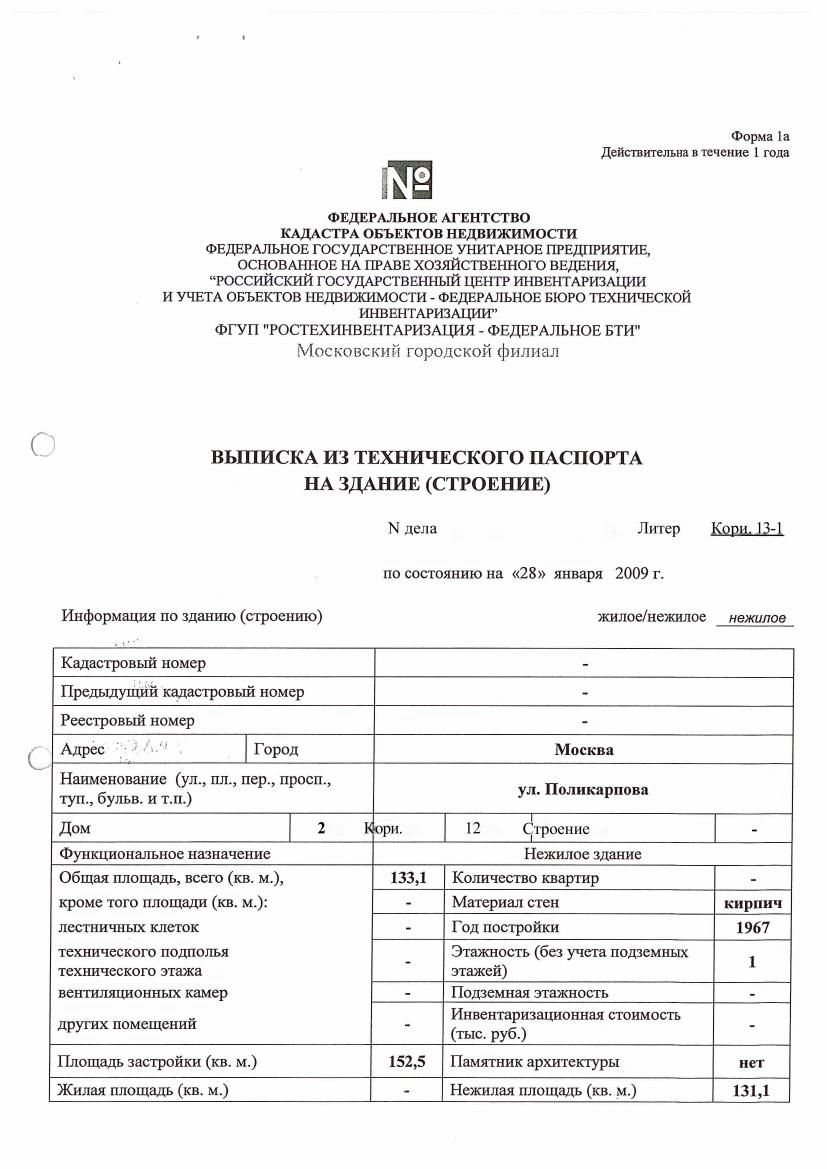 Форма 1а
Действительна в течение 1 года
№
ФЕДЕРАЛЬНОЕ АГЕНТСТВО
КАДАСТРА ОБЪЕКТОВ НЕДВИЖИМОСТИ
ФЕДЕРАЛЬНОЕ ГОСУДАРСТВЕННОЕ УНИТАРНОЕ ПРЕДПРИЯТИЕ,
ОСНОВАННОЕ НА ПРАВЕ ХОЗЯЙСТВЕННОГО ВЕДЕНИЯ,
“РОССИЙСКИЙ ГОСУДАРСТВЕННЫЙ ЦЕНТР ИНВЕНТАРИЗАЦИИ
И УЧЕТА ОБЪЕКТОВ НЕДВИЖИМОСТИ - ФЕДЕРАЛЬНОЕ БЮРО ТЕХНИЧЕСКОЙ
ИНВЕНТАРИЗАЦИИ”
ФГУП "РОСТЕХИНВЕНТАРИЗАЦИЯ - ФЕДЕРАЛЬНОЕ БТИ"
Московский городской филиал
ВЫПИСКА ИЗ ТЕХНИЧЕСКОГО ПАСПОРТА
НА ЗДАНИЕ (СТРОЕНИЕ)
N дела Литер Кори. 13-1
по состоянию на «28» января 2009 г.
Информация по зданию (строению) жилое/нежилое нежилое
Кадастровый номер -
Предыдущий кадастровый номер -
Реестровый номер -
Адрес Город Москва
Наименование (ул., пл., пер., просп.,
туп., бульв. и т.п.) ул. Поликарпова
Дом 2 Кори. 12 Строение -
Функциональное назначение Нежилое здание
Общая площадь, всего (кв. м.), 133,1 Количество квартир -
кроме того площади (кв. м.): - Материал стен кирпич
лестничных клеток - Год постройки 1967
технического подполья
технического этажа - Этажность (без учета подземных
этажей) 1
вентиляционных камер - Подземная этажность -
других помещений - Инвентаризационная стоимость
(тыс. руб.) -
Площадь застройки (кв. м.) 152,5 Памятник архитектуры нет
Жилая площадь (кв. м.) - Нежилая площадь (кв. м.) 131,1